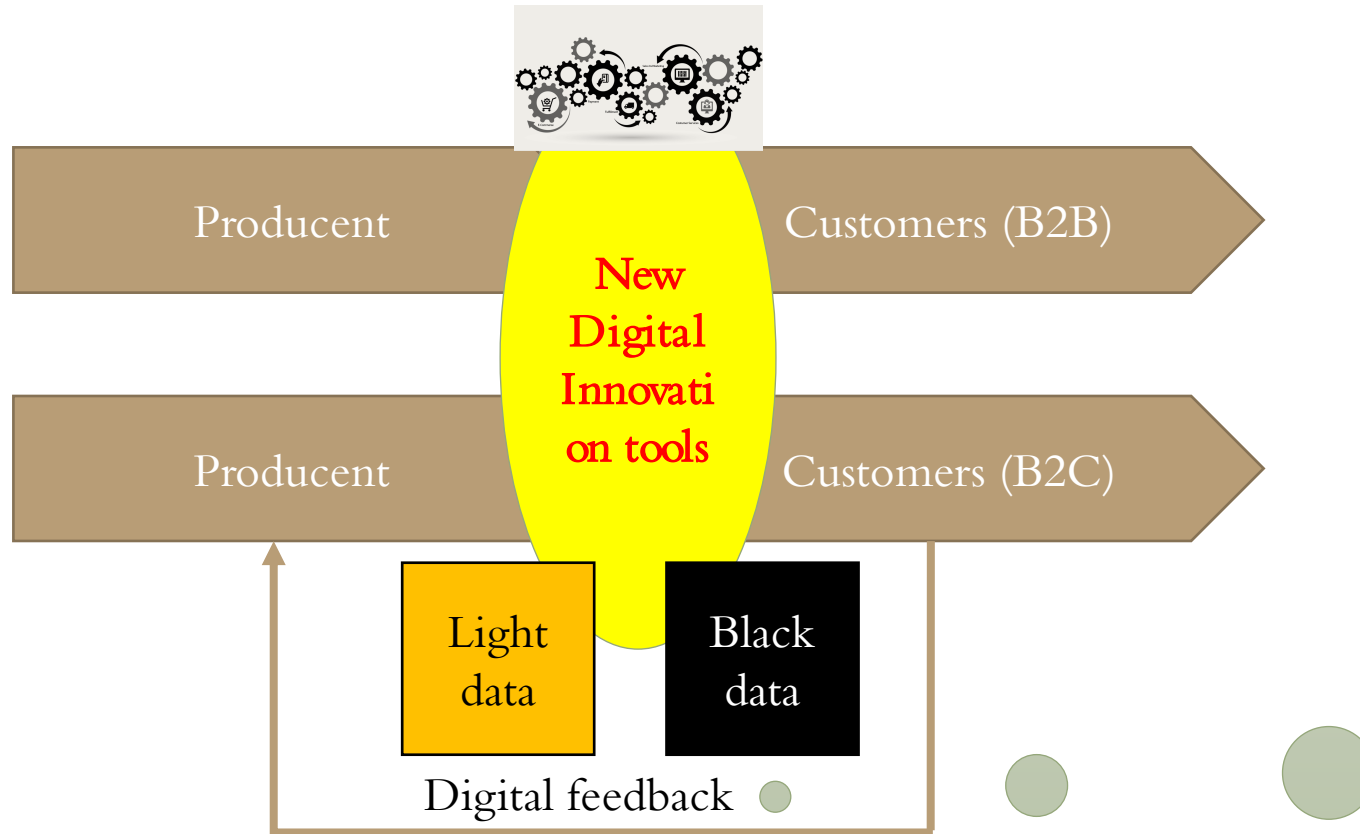 Producent
Customers (B2B)
New
Digital
Innovati
on tools
Producent
Customers (B2C)
Light
data
Black
data
Digital feedback